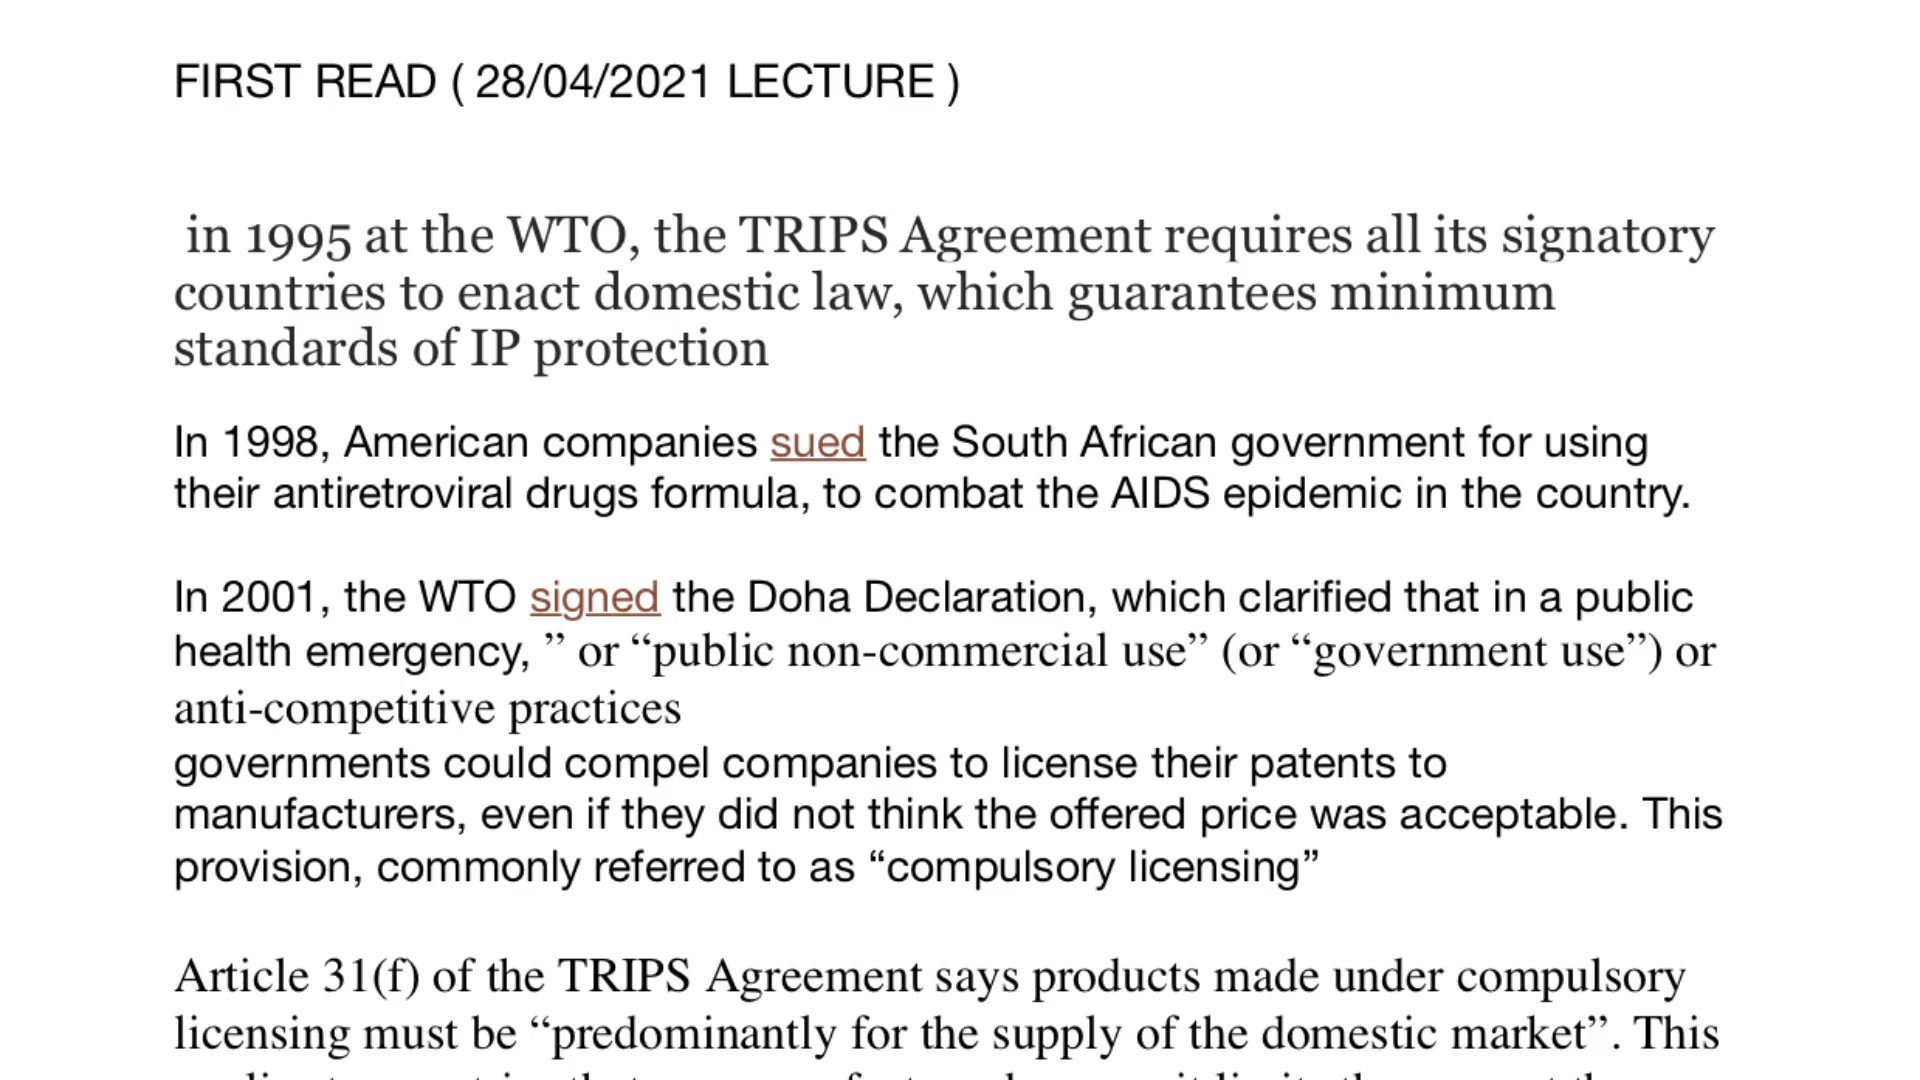 FIRST READ ( 28/04/2021 LECTURE )
in 1995 at the WTO, the TRIPS Agreement requires all its signatory
countries to enact domestic law, which guarantees minimum
standards of IP protection
In 1998, American companies sued the South African government for using
their antiretroviral drugs formula, to combat the AIDS epidemic in the country.
In 2001, the WTO signed the Doha Declaration, which clarified that in a public
health emergency, ” or “public non-commercial use” (or “government use”) or
anti-competitive practices
governments could compel companies to license their patents to
manufacturers, even if they did not think the offered price was acceptable. This
provision, commonly referred to as “compulsory licensing”
Article 31(f) of the TRIPS Agreement says products made under compulsory
licensing must be “predominantly for the supply of the domestic market”. This